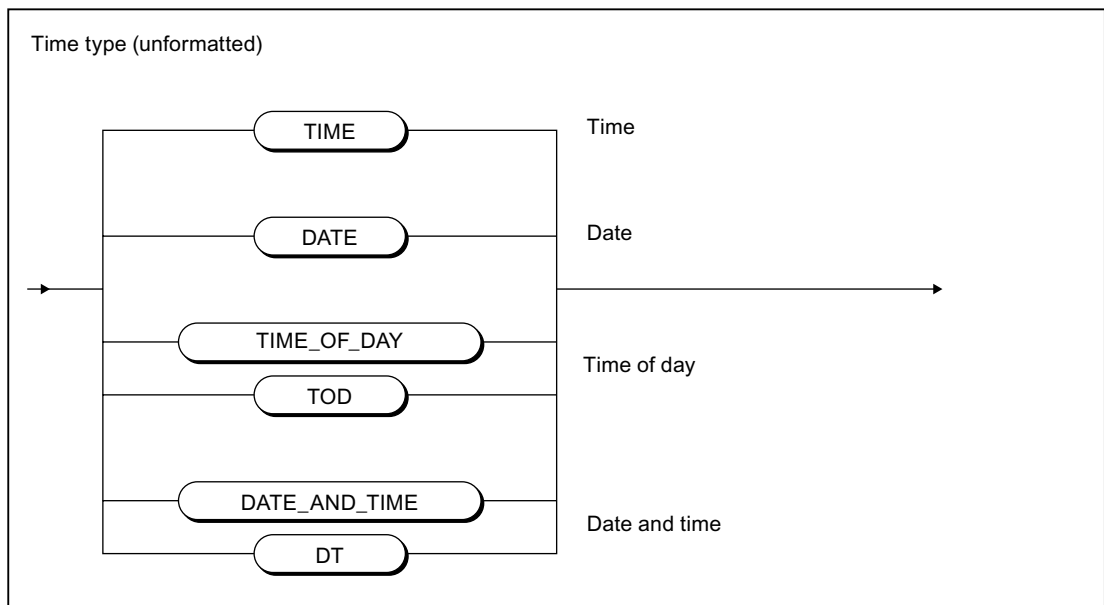 Time type (unformatted)
TIME
Time
DATE
Date
TIME_OF_DAY
Time of day
TOD
DATE_AND_TIME
Date and time
DT